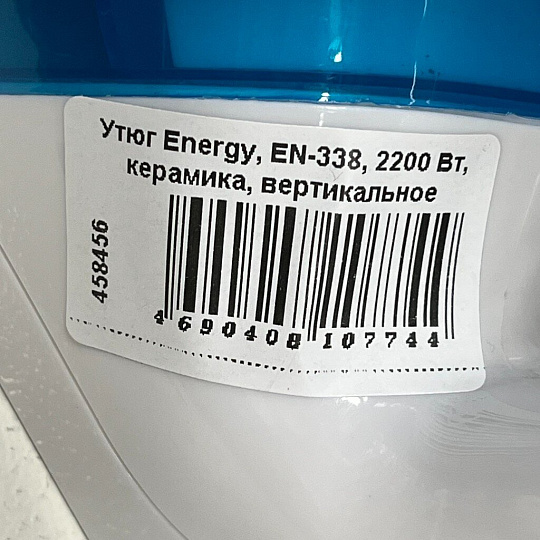 Утюг Energy, EN-338, 2200 Вт,
керамика, вертикальное
458456
4 690408 107744